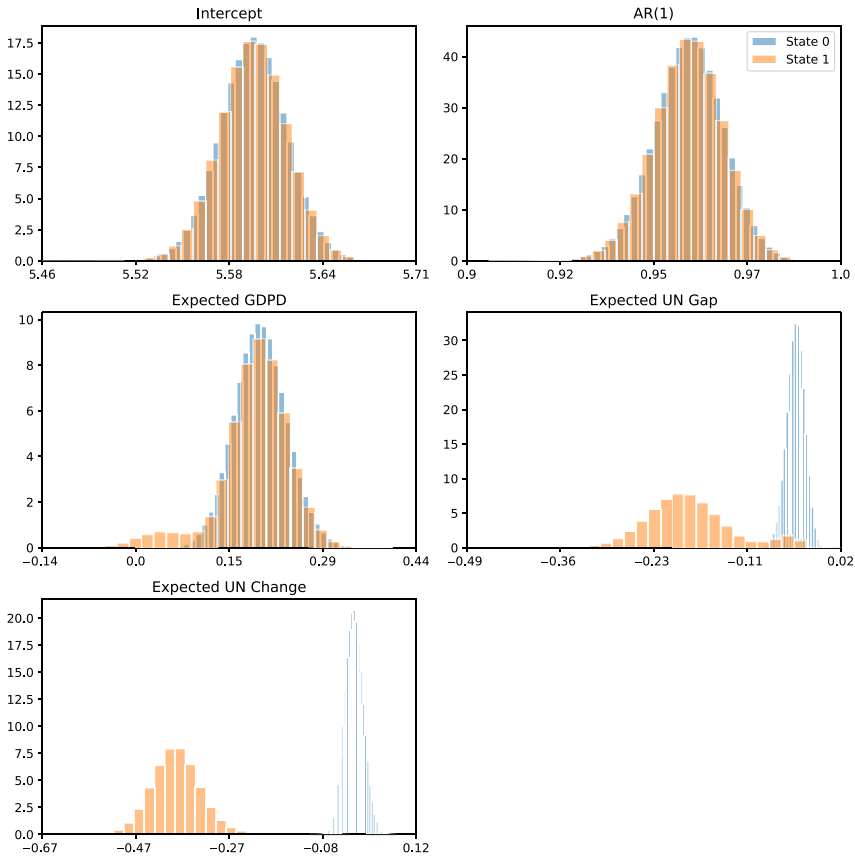 Intercept
17.5
15.0
12.5
10.0
7.5
5.0
2.5
0.0
5.46 5.52 5.58 5.64 5.71
AR(1)
State 0
State 1
40
30
20
10
0
0.9 0.92 0.95 0.97 1.0
Expected GDPD
10
8
6
4
2
0
−0.14 0.0 0.15 0.29 0.44
Expected UN Gap
30
25
20
15
10
5
0
−0.49 −0.36 −0.23 −0.11 0.02
Expected UN Change
20.0
17.5
15.0
12.5
10.0
7.5
5.0
2.5
0.0
−0.67 −0.47 −0.27 −0.08 0.12